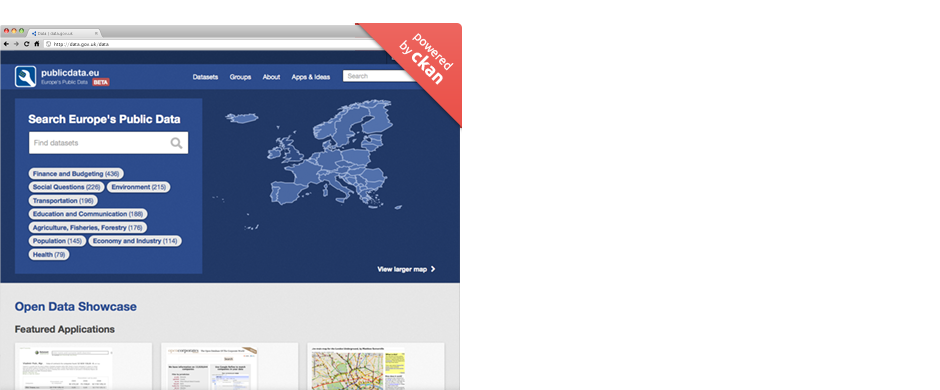 Data | data.gov.uk
http://data.gov.uk/data
powered
by ckan
publicdata.eu
Europe's Public Data BETA
Datasets Groups About Apps & Ideas Search
Search Europe's Public Data
Find datasets
Finance and Budgeting (436)
Social Questions (226) Environment (215)
Transportation (196)
Education and Communication (188)
Agriculture, Fisheries, Forestry (176)
Population (145) Economy and Industry (114)
Health (79)
View larger map
Open Data Showcase
Featured Applications